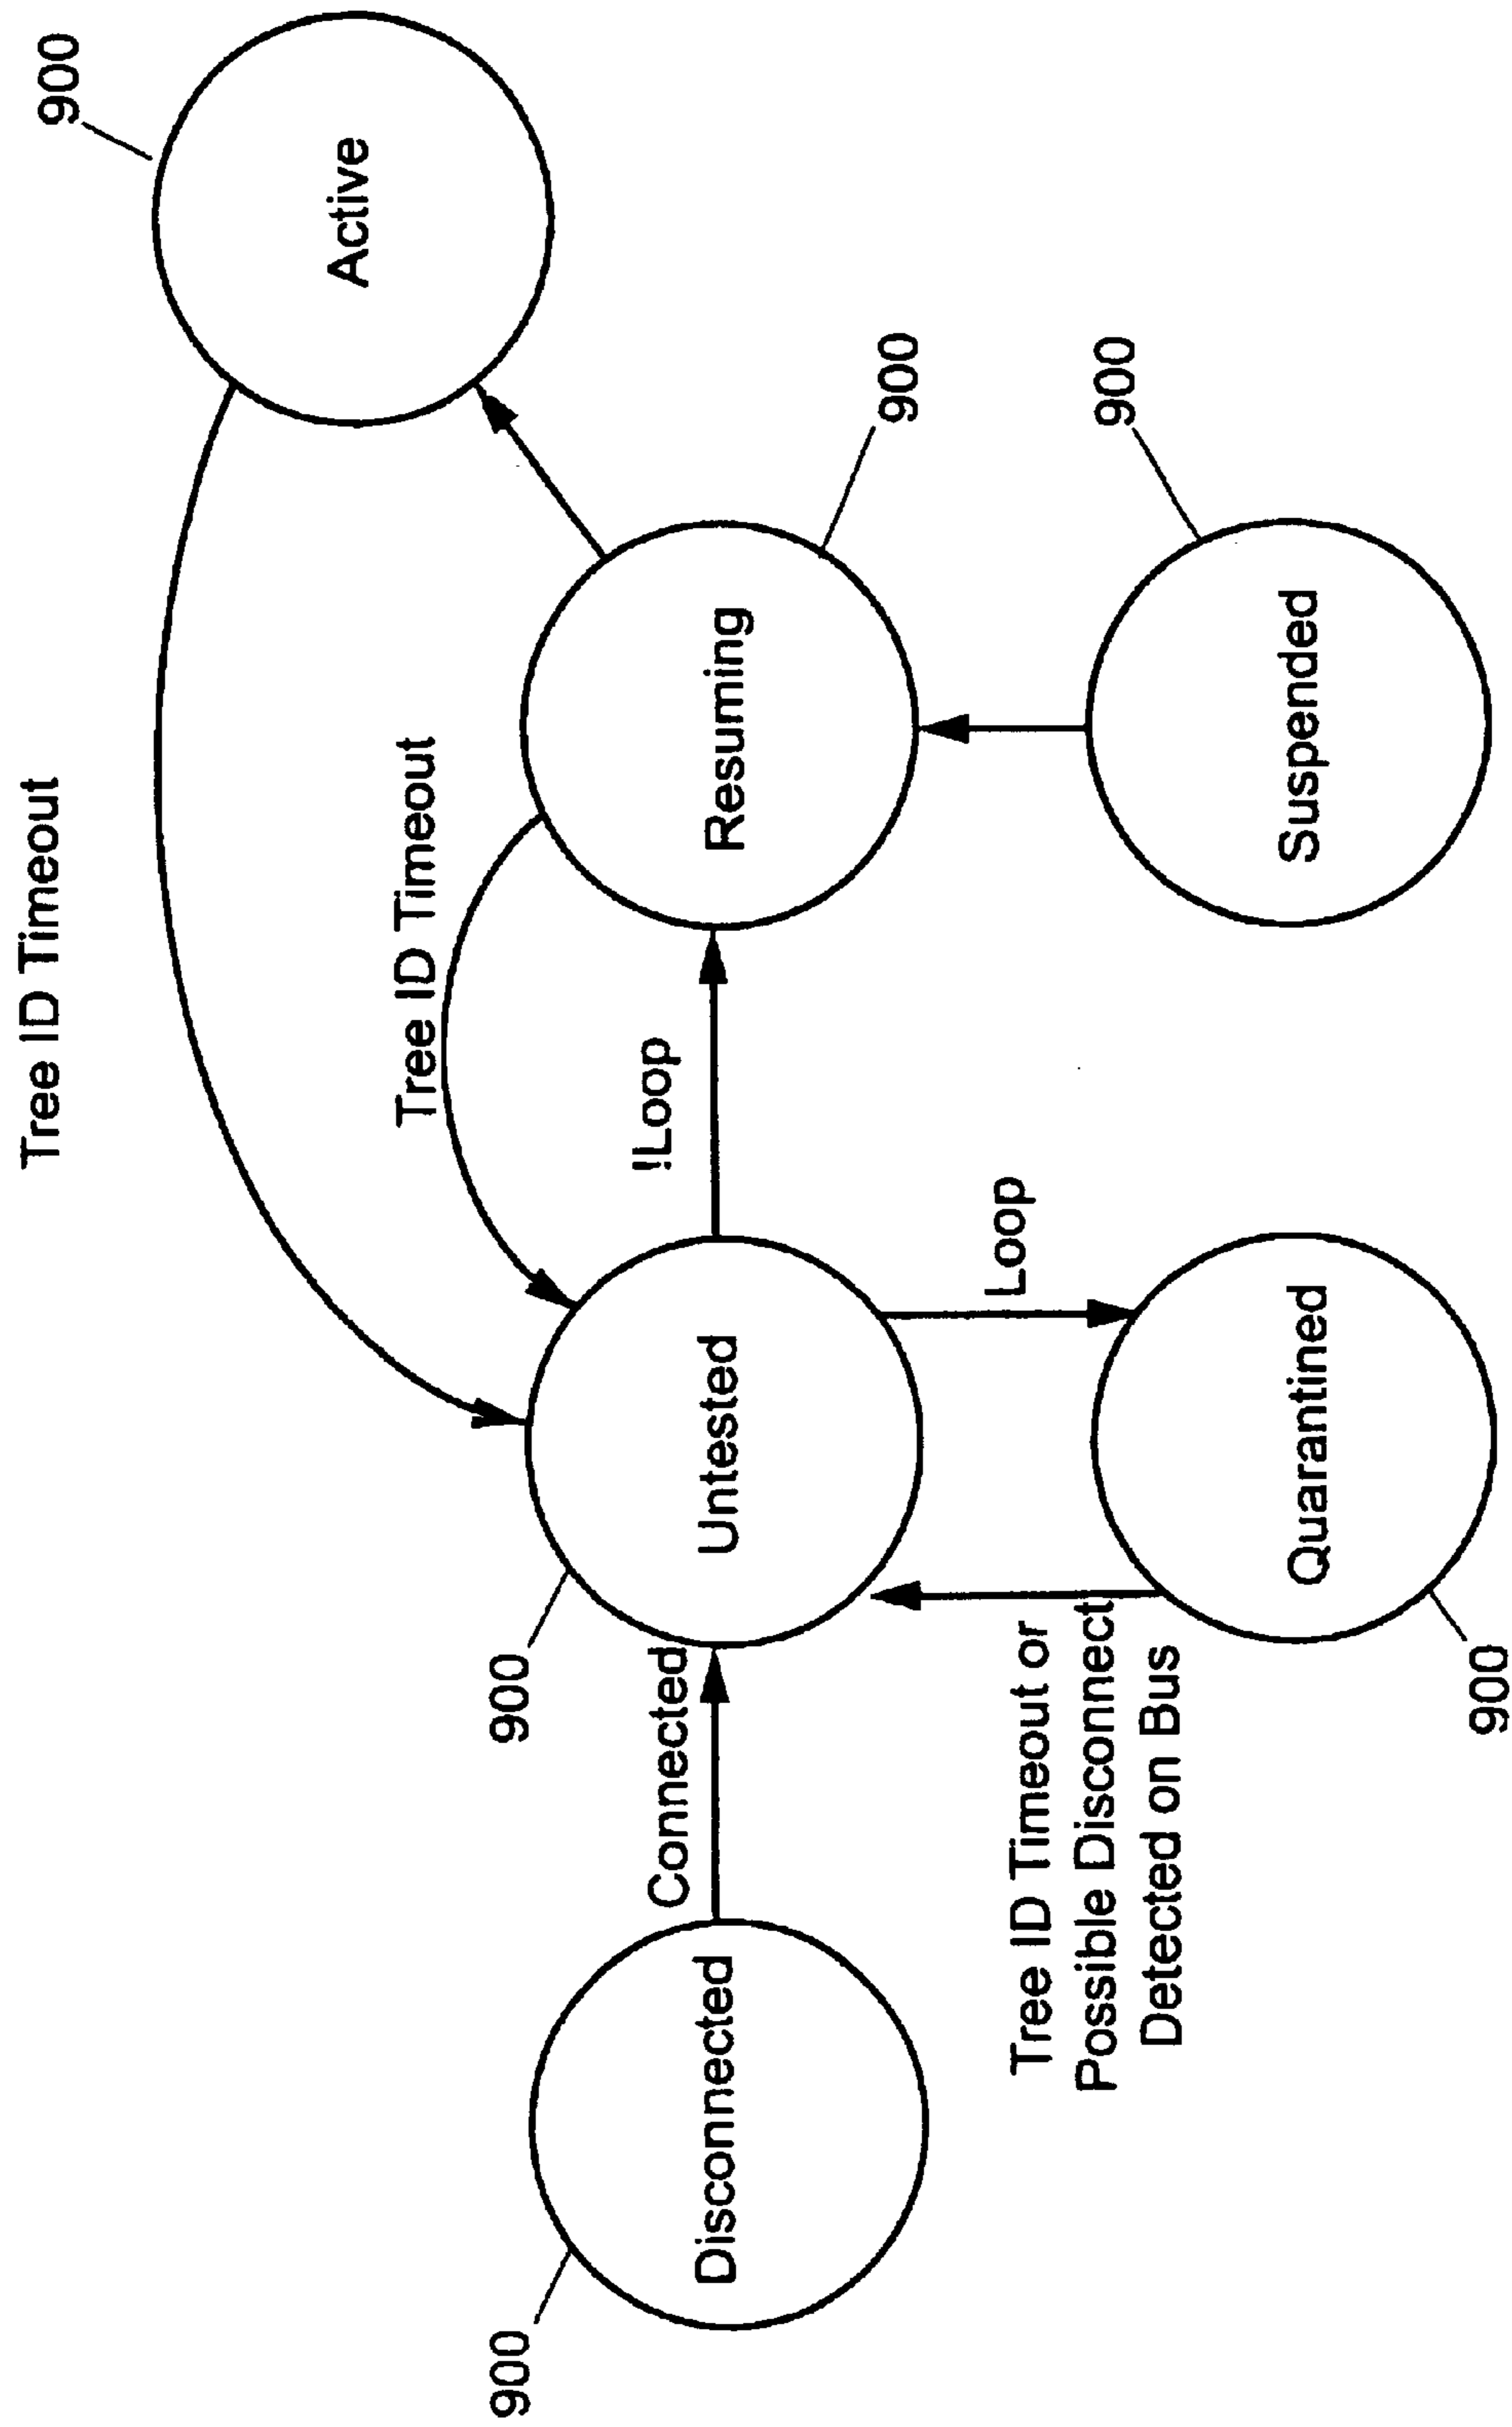 Tree ID Timeout
900
Active
Tree ID Timeout
900
Untested
!Loop
Resuming
900
900
Disconnected
Connected
Loop
900
Tree ID Timeout or
Possible Disconnect
Detected on Bus
Quarantined
900
Suspended